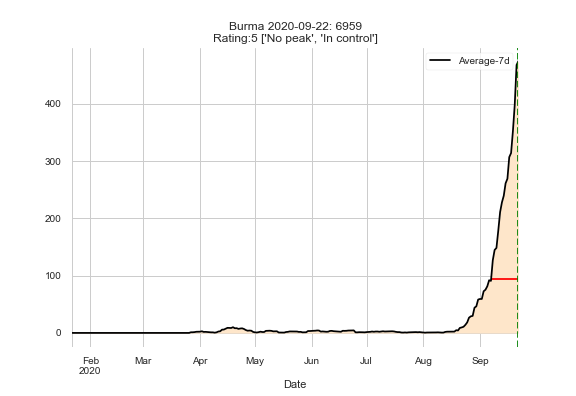 Burma 2020-09-22: 6959
Rating:5 ['No peak', 'In control']
Average-7d
400
300
200
100
0
Feb Mar Apr May Jun Jul Aug Sep
2020
Date